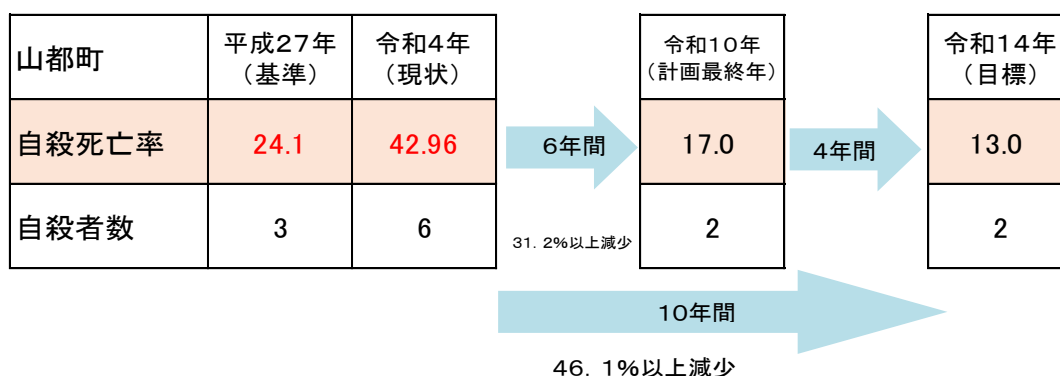 山都町
平成27年
（基準）
令和4年
（現状）
令和10年
（計画最終年）
令和14年
（目標）
自殺死亡率
24.1
42.96
6年間
17.0
4年間
13.0
自殺者数
3
6
31．2%以上減少
2
2
10年間
46．1%以上減少